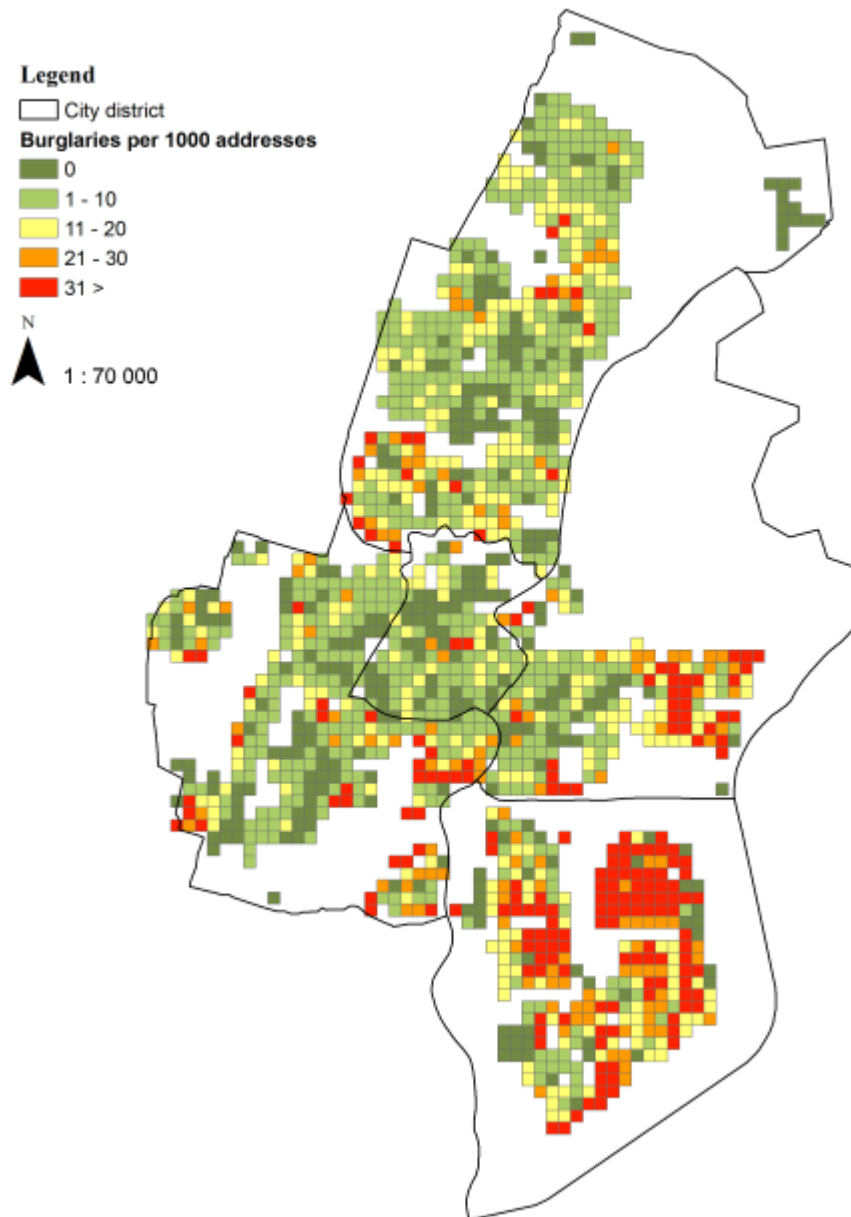 Legend
City district
Burglaries per 1000 addresses
0
1 - 10
11 - 20
21 - 30
31 >
N
1 : 70 000